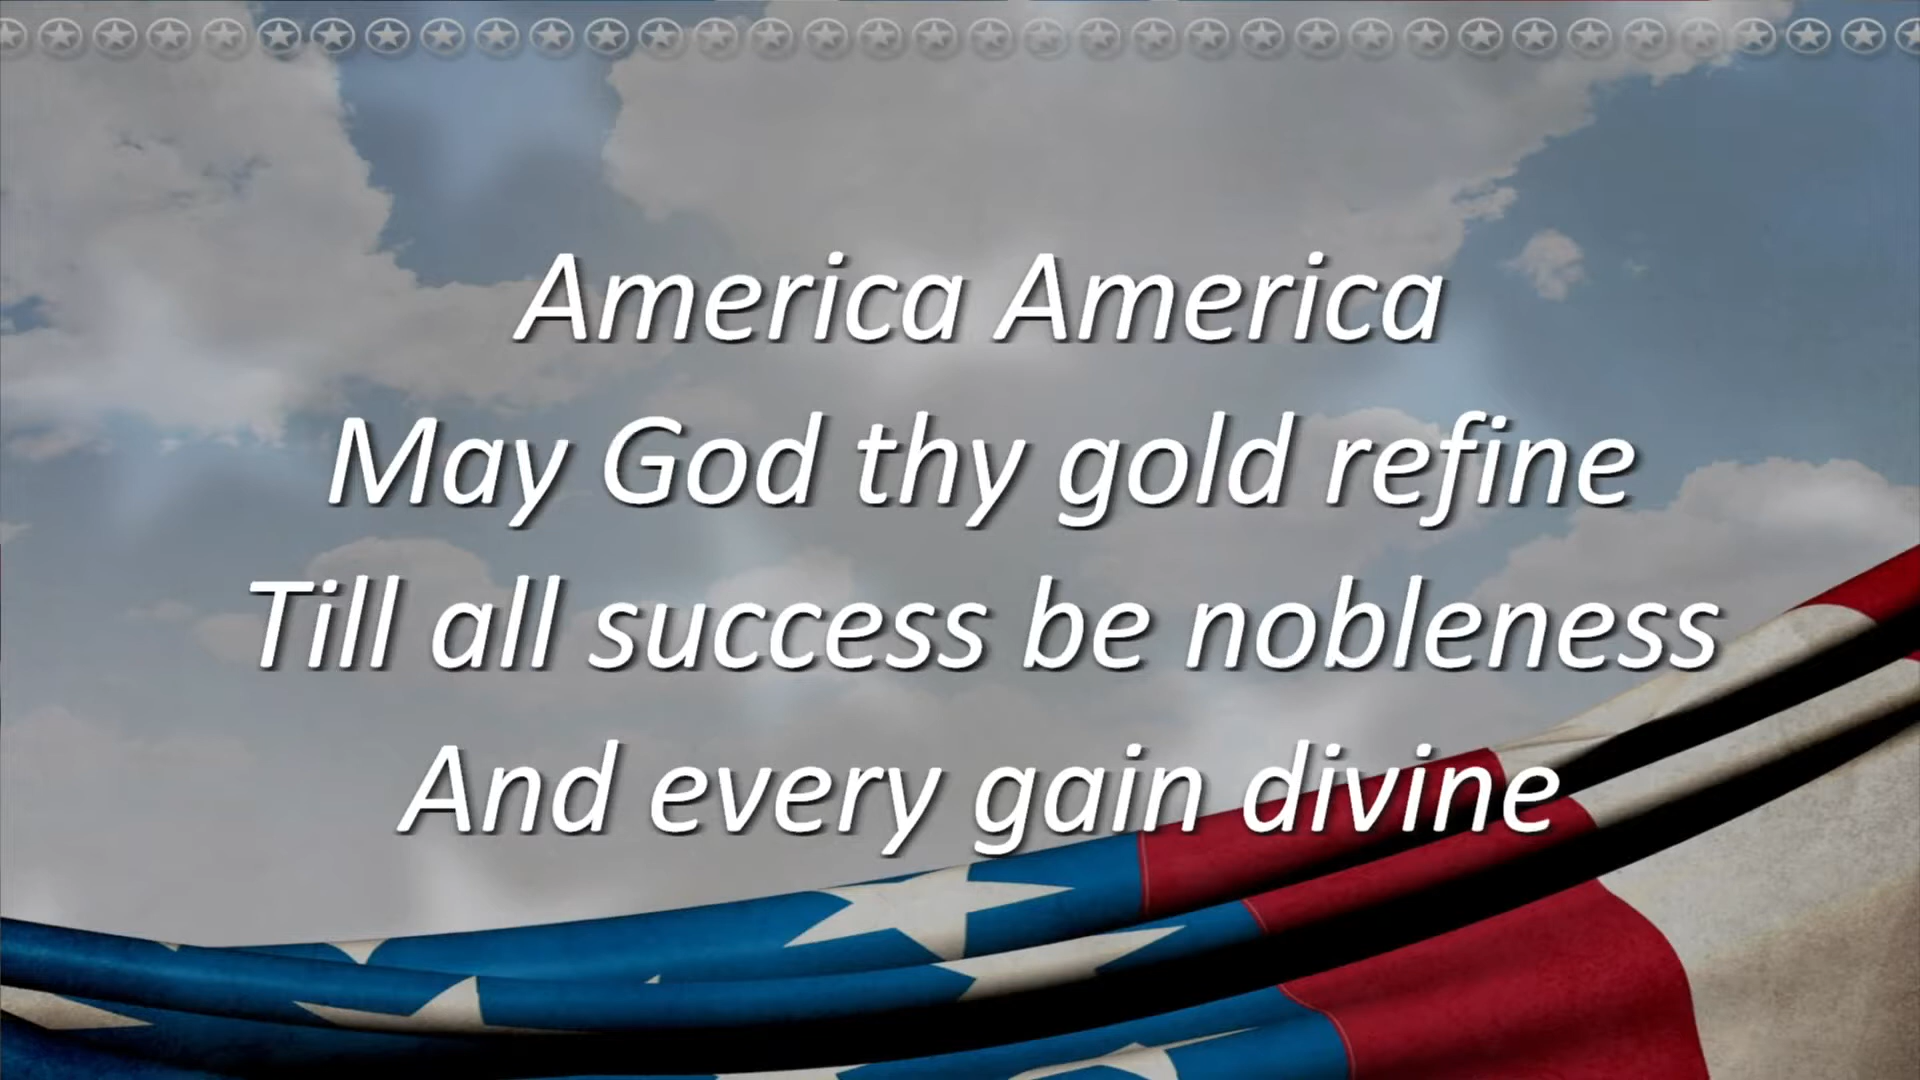 America America
May God thy gold refine
Till all success be nobleness
And every gain divine